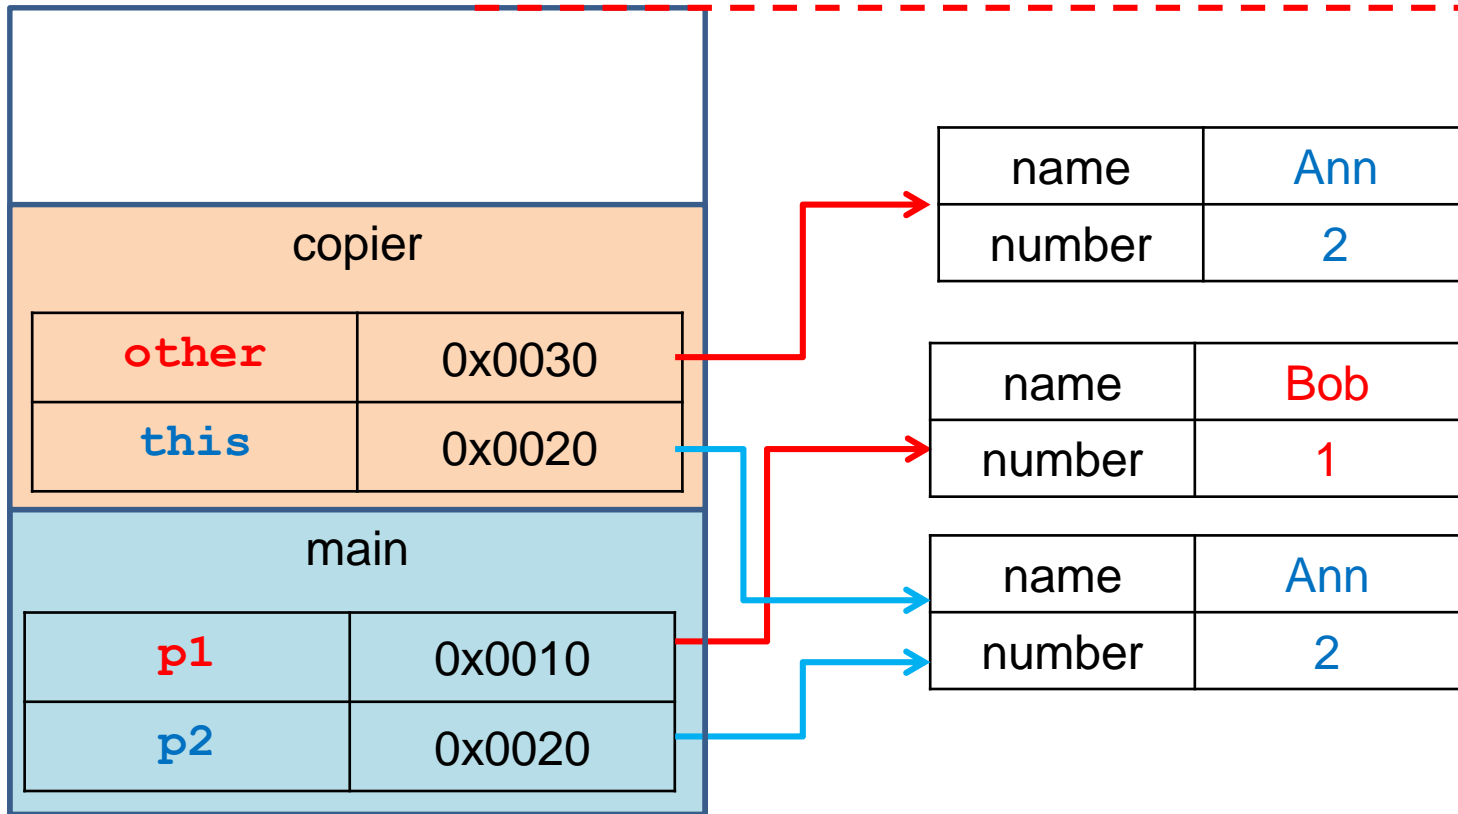 copier
other 0x0030
this 0x0020
main
p1 0x0010
p2 0x0020
name Ann
number 2
name Bob
number 1
name Ann
number 2